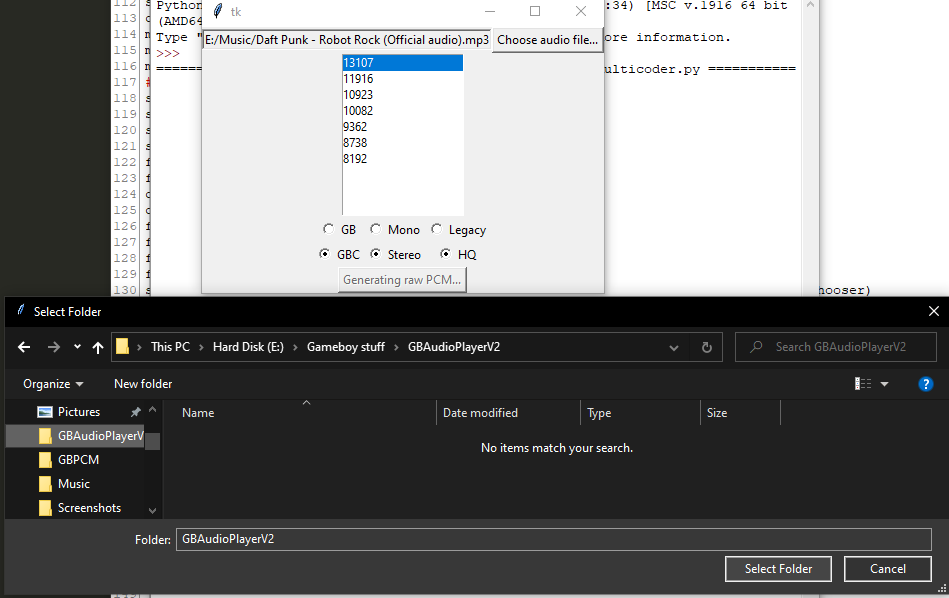 112 s
Pythor
tk
:34) [MSC v.1916 64 bit
113
(AMD64
114 m
Type "
ore information.
115 m
>>>
116 m
ulticoder.py ===========
117 #
118 s
119 s
120 s
121 s
122 f
123 f
124
125
126 f
127 f
128 f
129 f
130 s
hooser)
E:/Music/Daft Punk - Robot Rock (Official audio).mp3
Choose audio file...
13107
11916
10923
10082
9362
8738
8192
GB Mono Legacy
GBC Stereo HQ
Generating raw PCM...
Select Folder
This PC > Hard Disk (E:) > Gameboy stuff > GBAudioPlayerV2
Search GBAudioPlayerV2
Organize
New folder
?
Pictures
GBAudioPlayerV
GBPCM
Music
Screenshots
Name
Date modified
Type
Size
No items match your search.
Folder:
GBAudioPlayerV2
Select Folder
Cancel